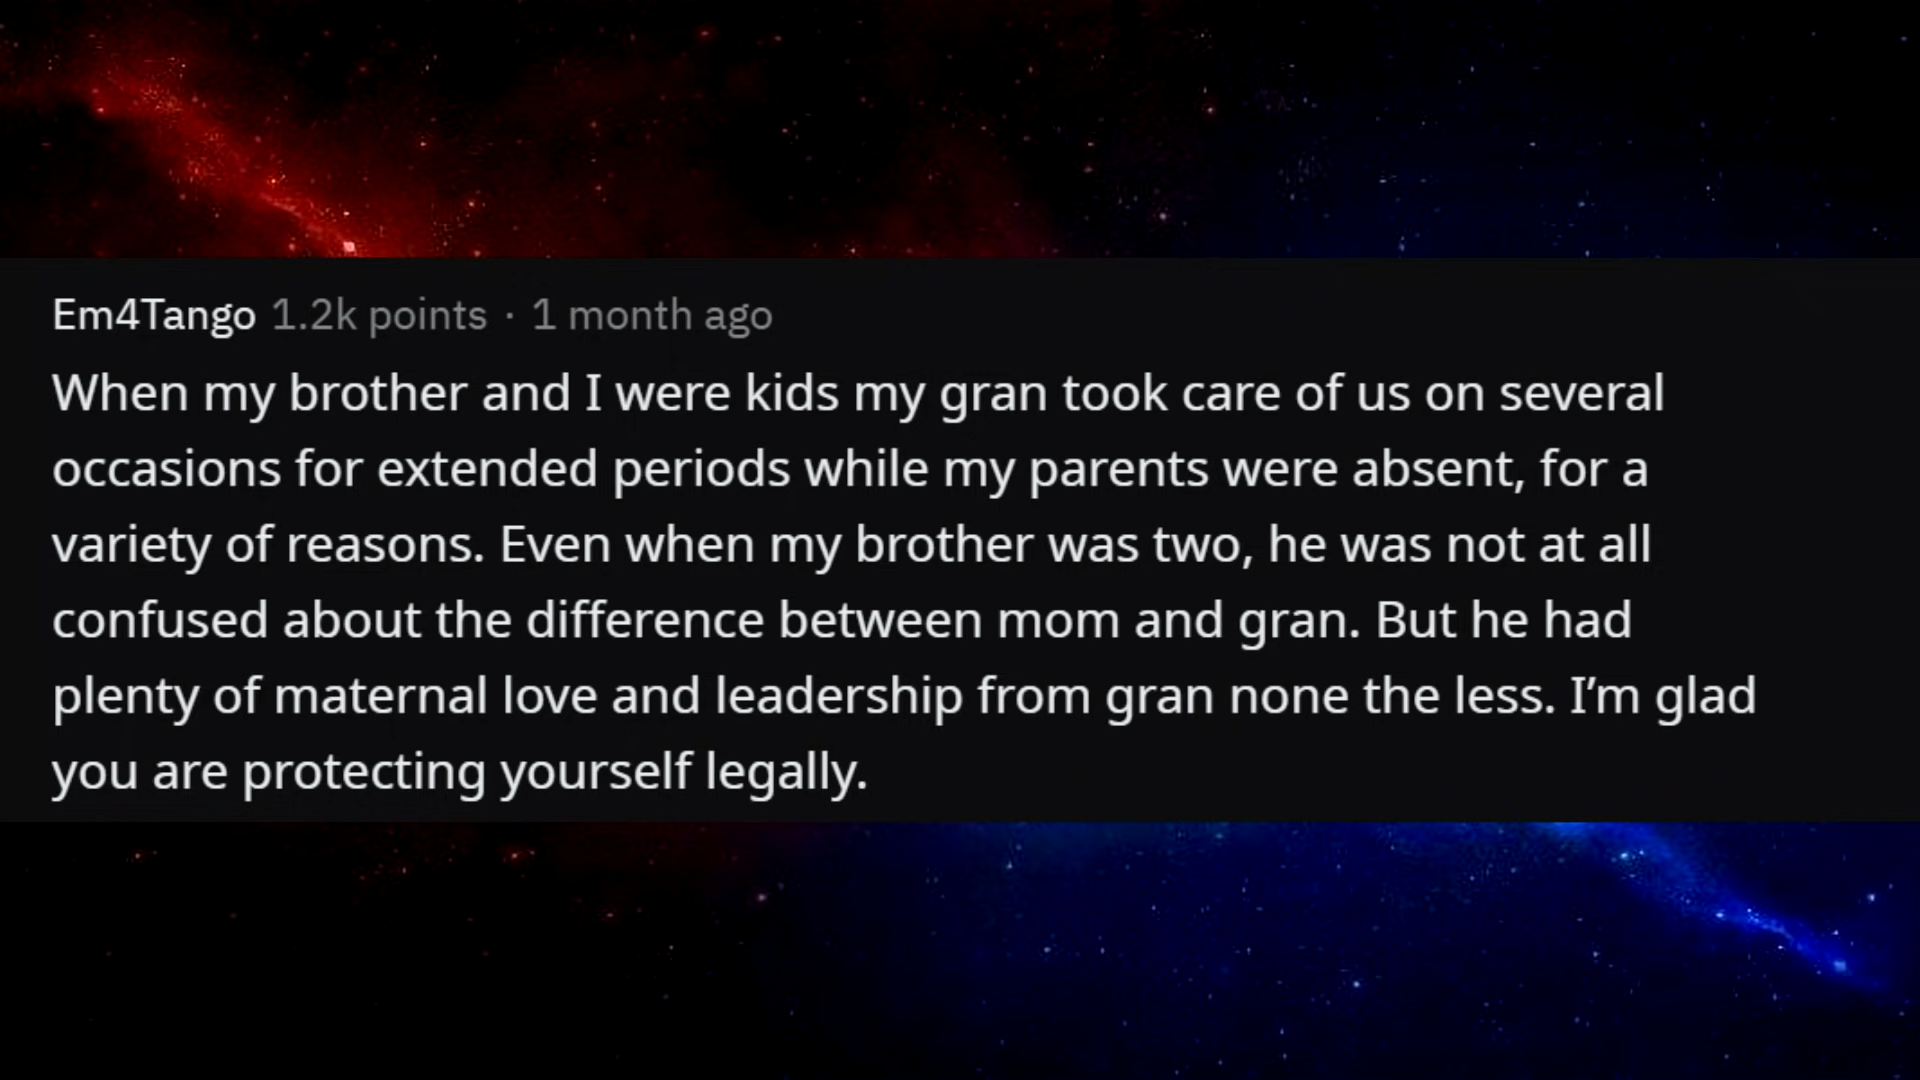 Em4Tango 1.2k points · 1 month ago
When my brother and I were kids my gran took care of us on several
occasions for extended periods while my parents were absent, for a
variety of reasons. Even when my brother was two, he was not at all
confused about the difference between mom and gran. But he had
plenty of maternal love and leadership from gran none the less. I’m glad
you are protecting yourself legally.